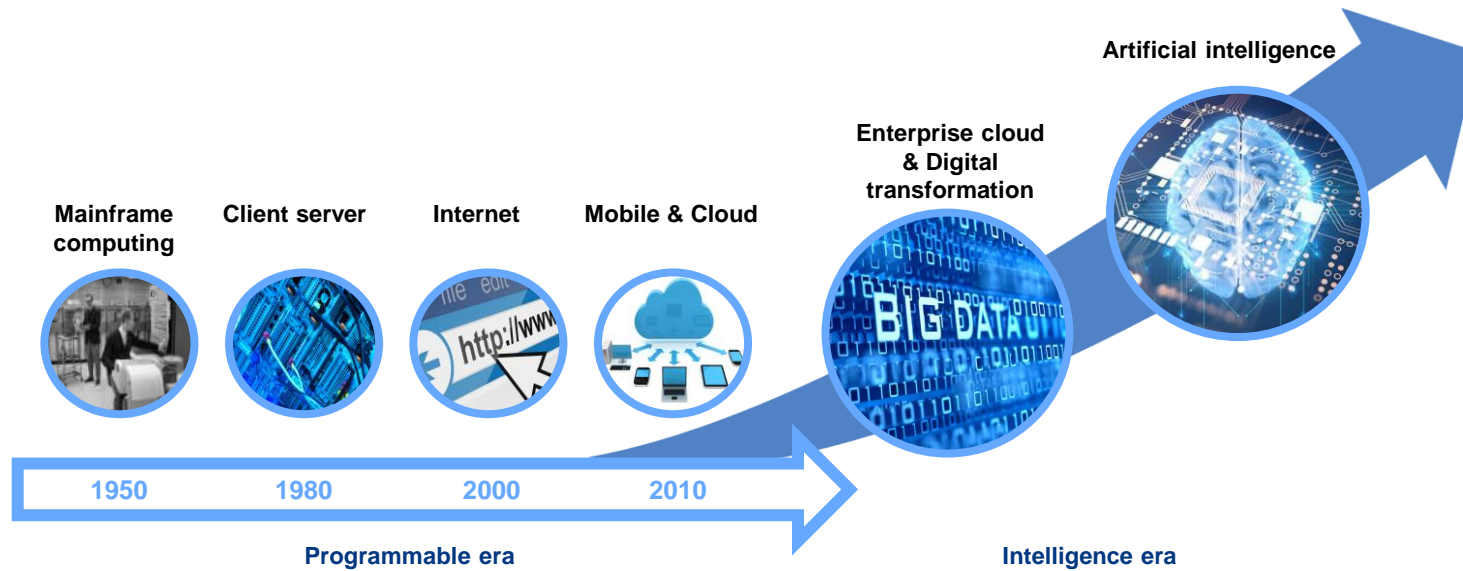 Artificial intelligence
Enterprise cloud
& Digital
transformation
Mainframe
computing
Client server
Internet
Mobile & Cloud
file edit
http://www
BIG DATA
1950
1980
2000
2010
Programmable era
Intelligence era